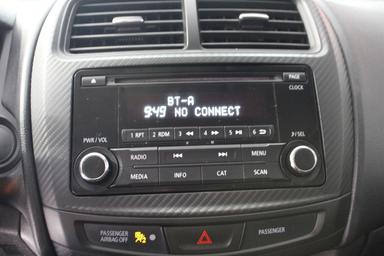 PAGE
CLOCK
BT-A
9:49 NO CONNECT
1 RPT 2 RDM 3 4 5 6
PWR / VOL
♪/SEL
RADIO MENU
MEDIA INFO CAT SCAN
PASSENGER
AIRBAG OFF
PASSENGER